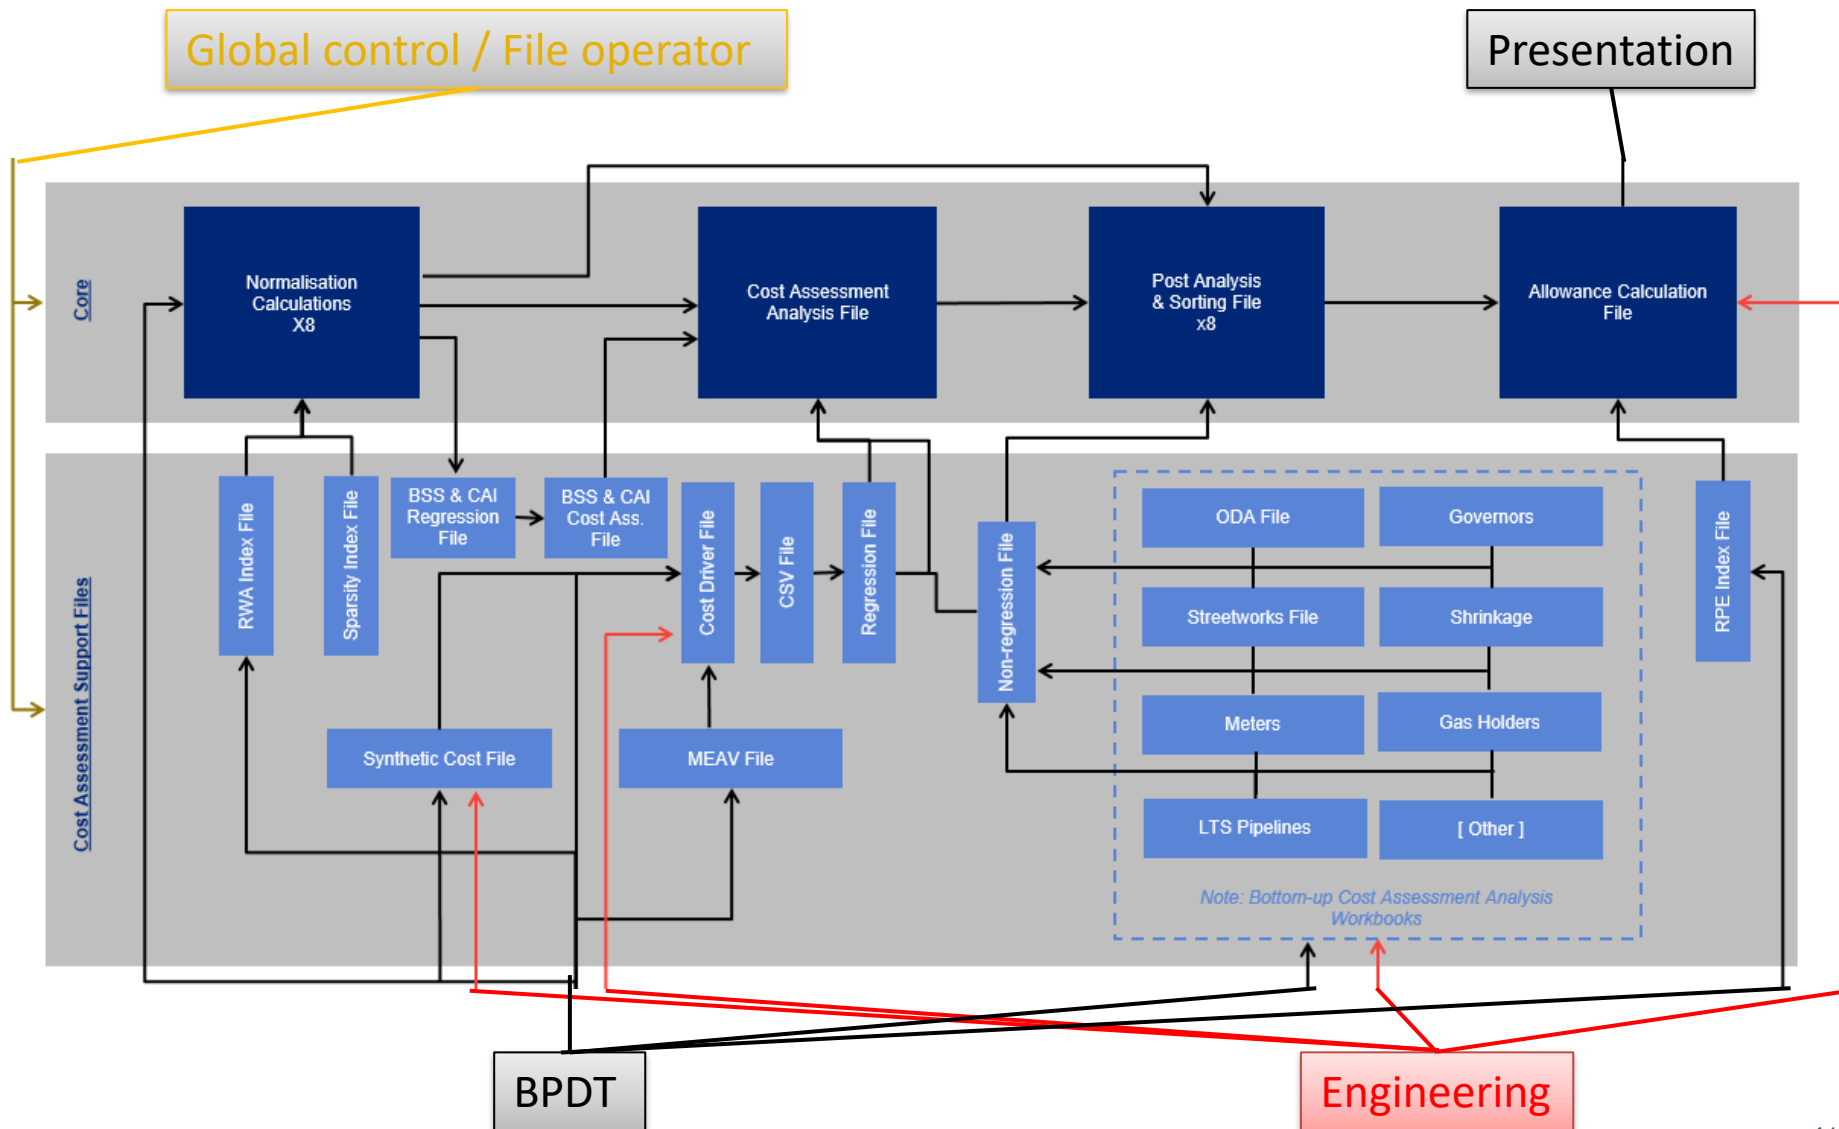 Global control / File operator
Presentation
Core
Normalisation
Calculations
X8
Cost Assessment
Analysis File
Post Analysis
& Sorting File
x8
Allowance Calculation
File
Cost Assessment Support Files
RWA Index File
Sparsity Index File
BSS & CAI
Regression
File
BSS & CAI
Cost Ass.
File
Cost Driver File
CSV File
Regression File
Non-regression File
ODA File
Governors
Streetworks File
Shrinkage
Meters
Gas Holders
LTS Pipelines
[ Other ]
Note: Bottom-up Cost Assessment Analysis
Workbooks
RPE Index File
Synthetic Cost File
MEAV File
BPDT
Engineering